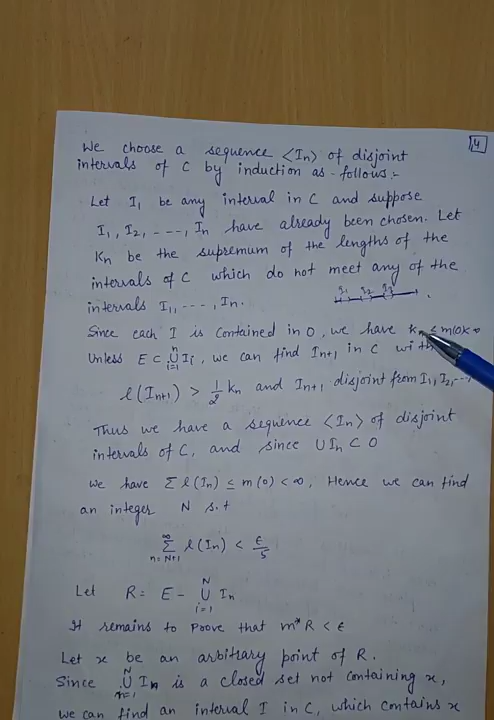 4
We choose a sequence <In> of disjoint
intervals of C by induction as follows:-
Let I1 be any interval in C and suppose
I1, I2, ---, In have already been chosen. Let
Kn be the supremum of the lengths of the
intervals of C which do not meet any of the
intervals I1, ---, In.
Since each I is contained in O, we have kn ≤ m(O)<∞
Unless E ⊂ ⋃_{i=1}^{n} Ii, we can find In+1 in C with
l(In+1) > 1/2 kn and In+1 disjoint from I1, I2, --
Thus we have a sequence <In> of disjoint
intervals of C, and since UIn ⊂ O
We have Σ l(In) ≤ m(O) < ∞, Hence we can find
an integer N s.t
∑_{n=N+1}^{∞} l(In) < ϵ/5
Let R = E - ⋃_{i=1}^{N} In
It remains to Prove that m*R < ϵ
Let x be an arbitrary point of R.
Since ⋃_{n=1}^{N} In is a closed set not containing x,
we can find an interval I in C, which contains x